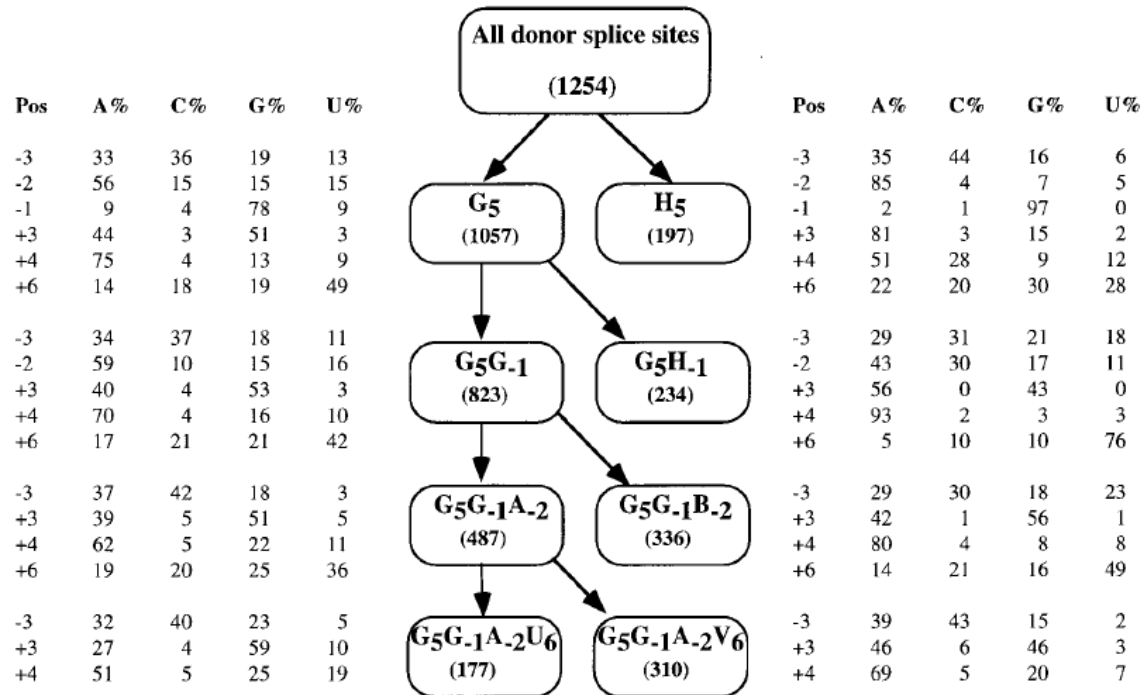 All donor splice sites
(1254)
Pos A% C% G% U%
-3 33 36 19 13
-2 56 15 15 15
-1 9 4 78 9
+3 44 3 51 3
+4 75 4 13 9
+6 14 18 19 49
-3 34 37 18 11
-2 59 10 15 16
+3 40 4 53 3
+4 70 4 16 10
+6 17 21 21 42
-3 37 42 18 3
+3 39 5 51 5
+4 62 5 22 11
+6 19 20 25 36
-3 32 40 23 5
+3 27 4 59 10
+4 51 5 25 19
G5
(1057)
H5
(197)
G5G-1
(823)
G5H-1
(234)
G5G-1A-2
(487)
G5G-1B-2
(336)
G5G-1A-2U6
(177)
G5G-1A-2V6
(310)
Pos A% C% G% U%
-3 35 44 16 6
-2 85 4 7 5
-1 2 1 97 0
+3 81 3 15 2
+4 51 28 9 12
+6 22 20 30 28
-3 29 31 21 18
-2 43 30 17 11
+3 56 0 43 0
+4 93 2 3 3
+6 5 10 10 76
-3 29 30 18 23
+3 42 1 56 1
+4 80 4 8 8
+6 14 21 16 49
-3 39 43 15 2
+3 46 6 46 3
+4 69 5 20 7